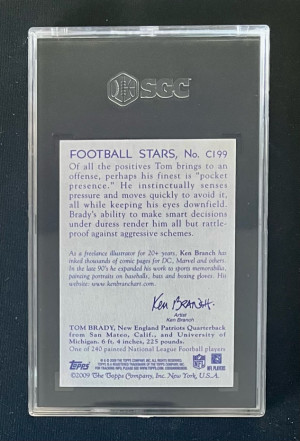 SGC
FOOTBALL STARS, No. C199
Of all the positives Tom brings to an
offense, perhaps his finest is "pocket
presence." He instinctually senses
pressure and moves quickly to avoid it,
all while keeping his eyes downfield.
Brady's ability to make smart decisions
under duress render him all but rattle-
proof against aggressive schemes.
As a freelance illustrator for 20+ years, Ken Branch has
inked thousands of comic pages for DC, Marvel and others.
In the late 90's he expanded his work to sports memorabilia,
painting portraits on baseballs, bats and boxing gloves. His
website: www.kenbranchart.com.
Ken Branch
Artist
Ken Branch
TOM BRADY, New England Patriots Quarterback
from San Mateo, Calif., and University of
Michigan. 6 ft. 4 inches, 225 pounds.
One of 240 painted National League Football players
TOPPS
NFL
NFL PLAYERS
©2009 The Topps Company, Inc. New York, U.S.A.